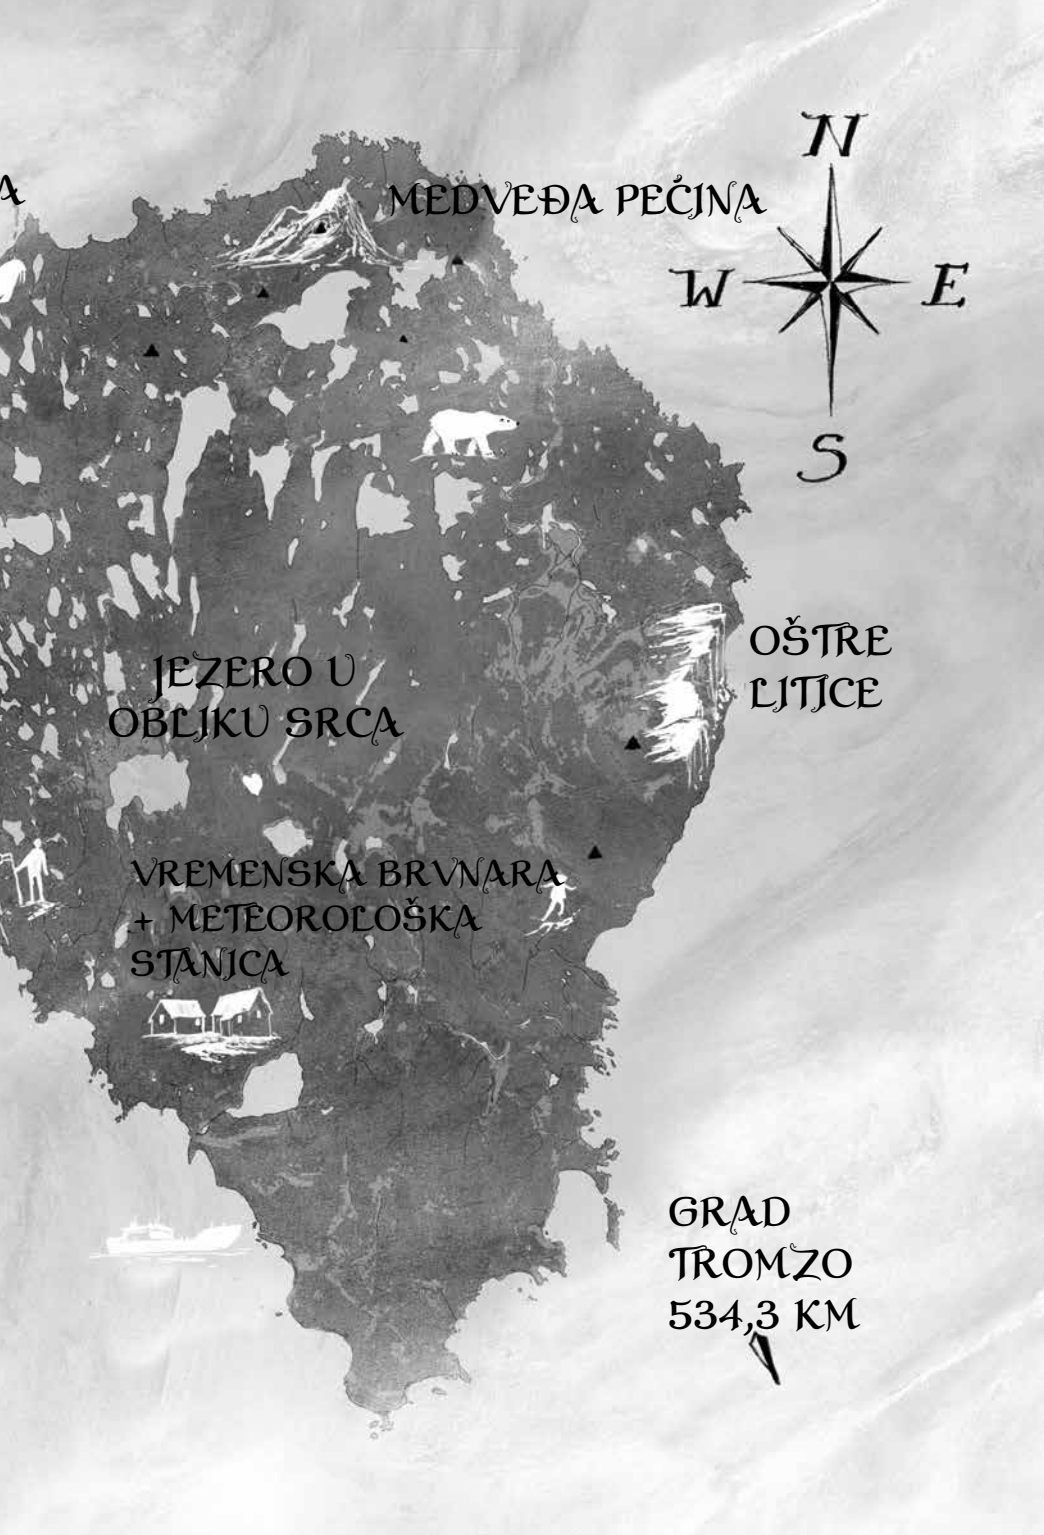 A
MEDVEĐA PEĆINA
N
W E
S
OŠTRE
LITICE
JEZERO U
OBLIKU SRCA
VREMENSKA BRVNARA
+ METEOROLOŠKA
STANICA
GRAD
TROMZO
534,3 KM